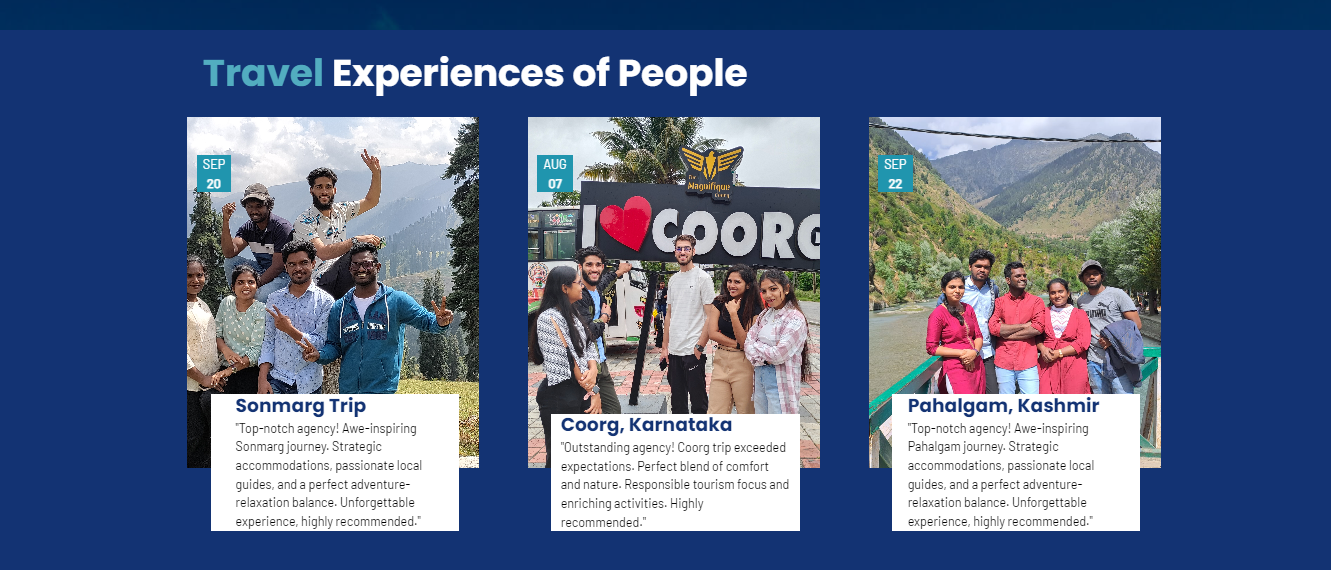 Travel Experiences of People
SEP
20
AUG
07
SEP
22
The
Magnifique
I COORG
Sonmarg Trip
"Top-notch agency! Awe-inspiring
Sonmarg journey. Strategic
accommodations, passionate local
guides, and a perfect adventure-
relaxation balance. Unforgettable
experience, highly recommended."
Coorg, Karnataka
"Outstanding agency! Coorg trip exceeded
expectations. Perfect blend of comfort
and nature. Responsible tourism focus and
enriching activities. Highly
recommended."
Pahalgam, Kashmir
"Top-notch agency! Awe-inspiring
Pahalgam journey. Strategic
accommodations, passionate local
guides, and a perfect adventure-
relaxation balance. Unforgettable
experience, highly recommended."